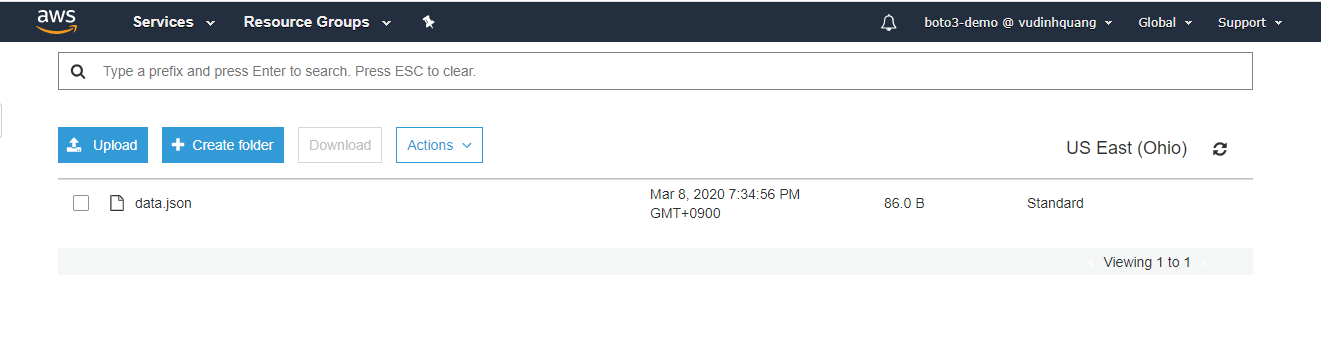 aws Services Resource Groups boto3-demo @ vudinhquang Global Support
Type a prefix and press Enter to search. Press ESC to clear.
Upload Create folder Download Actions US East (Ohio)
data.json Mar 8, 2020 7:34:56 PM 86.0 B Standard
GMT+0900
Viewing 1 to 1